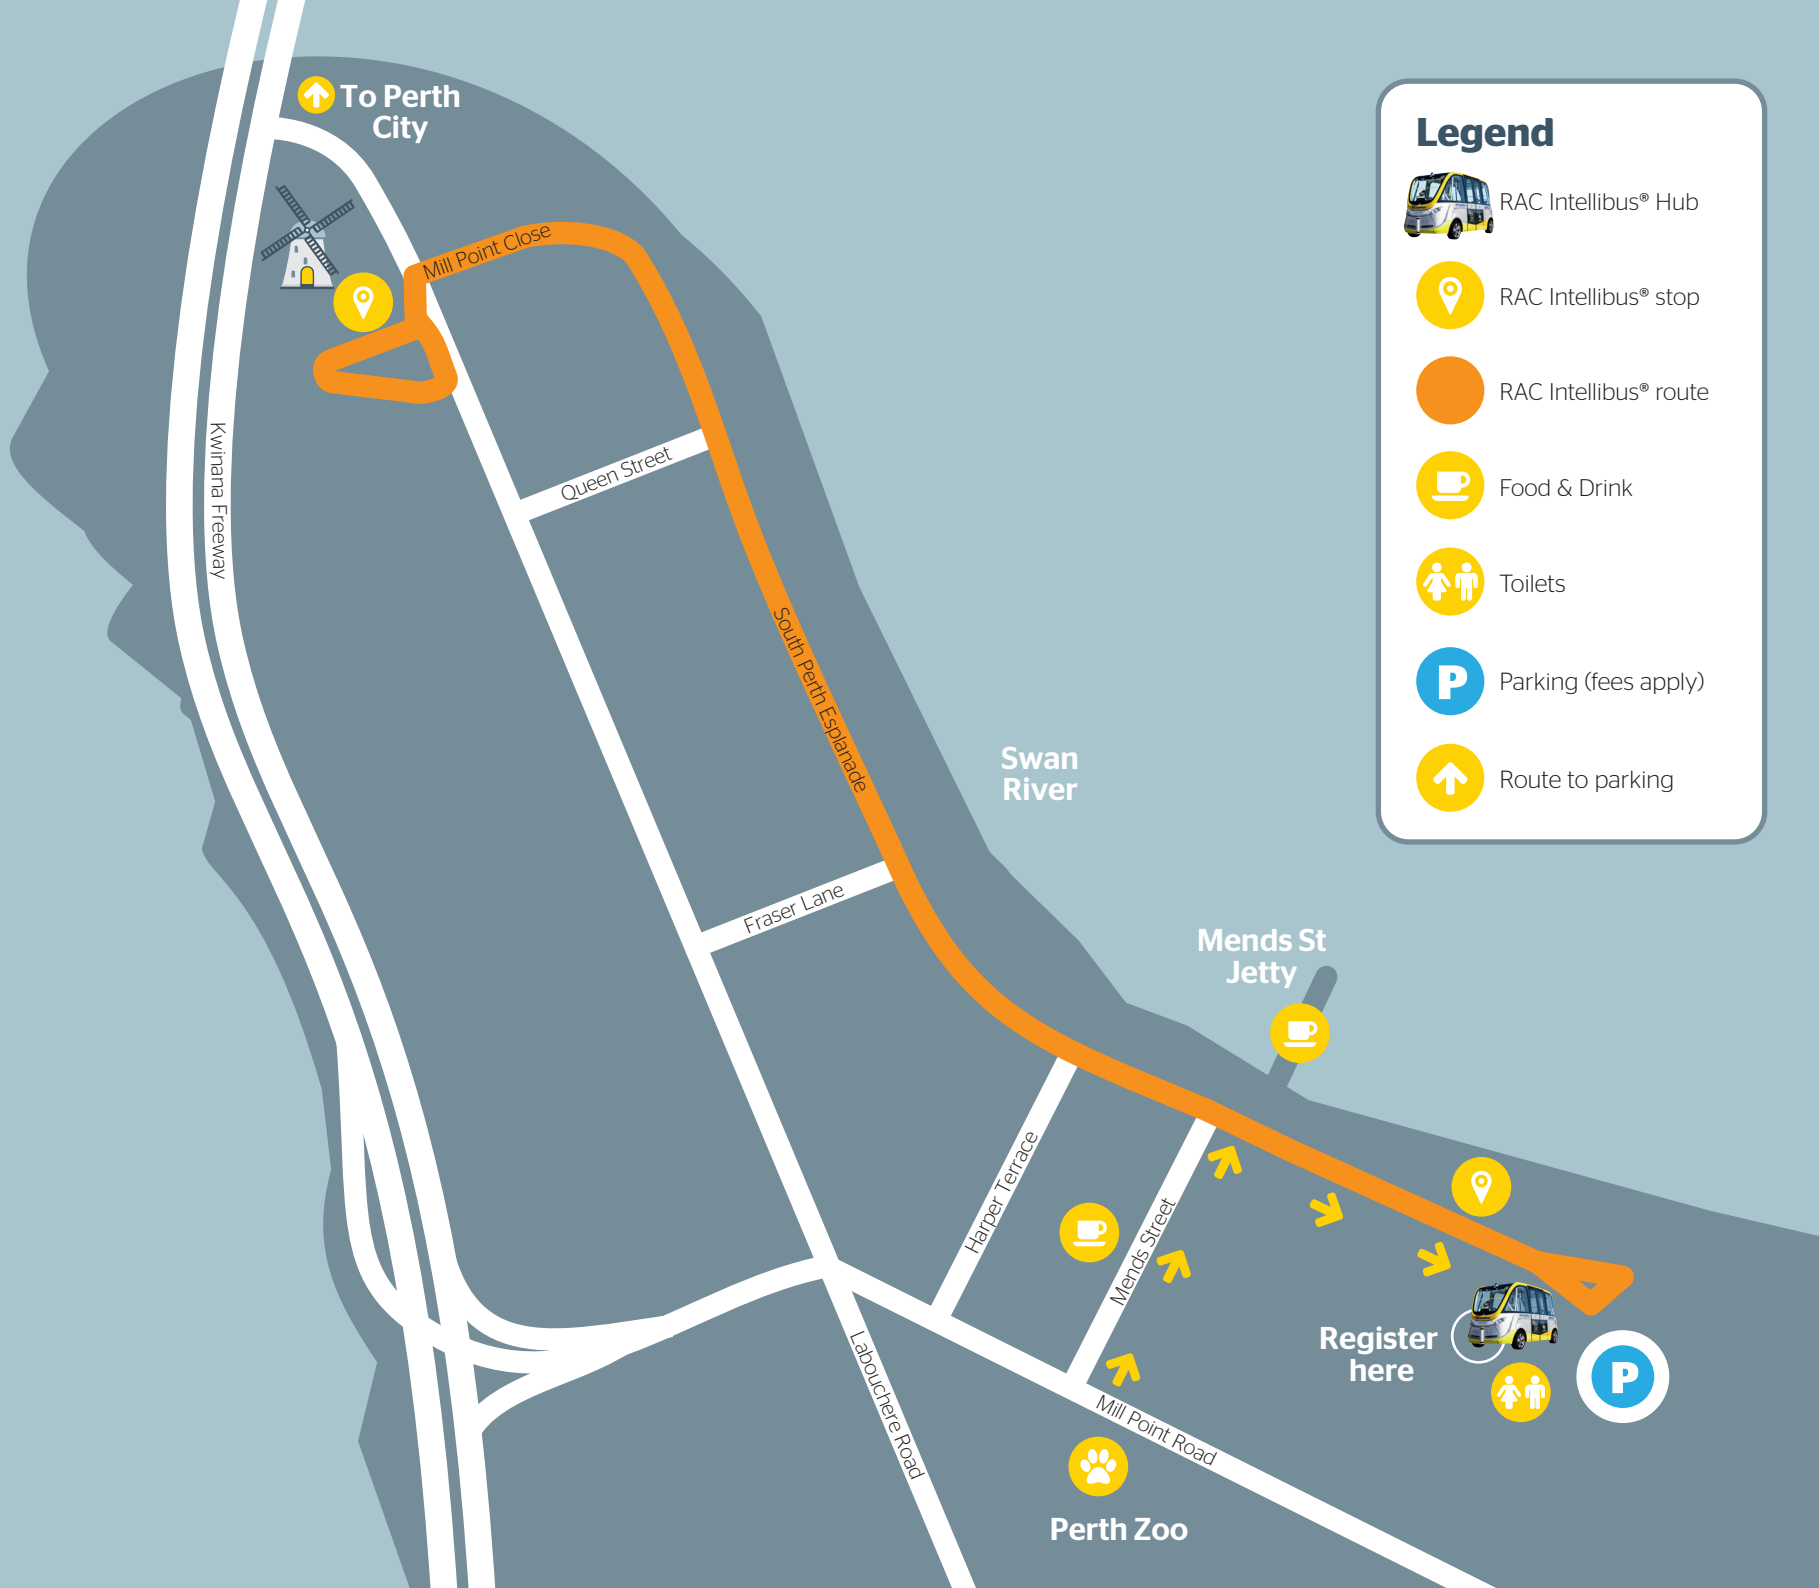 To Perth
City
Legend
RAC Intellibus® Hub
RAC Intellibus® stop
RAC Intellibus® route
Food & Drink
Toilets
P
Parking (fees apply)
Route to parking
Mill Point Close
Kwinana Freeway
Queen Street
South Perth Esplanade
Swan
River
Fraser Lane
Mends St
Jetty
Harper Terrace
Mends Street
Register
here
P
Labouchere Road
Mill Point Road
Perth Zoo